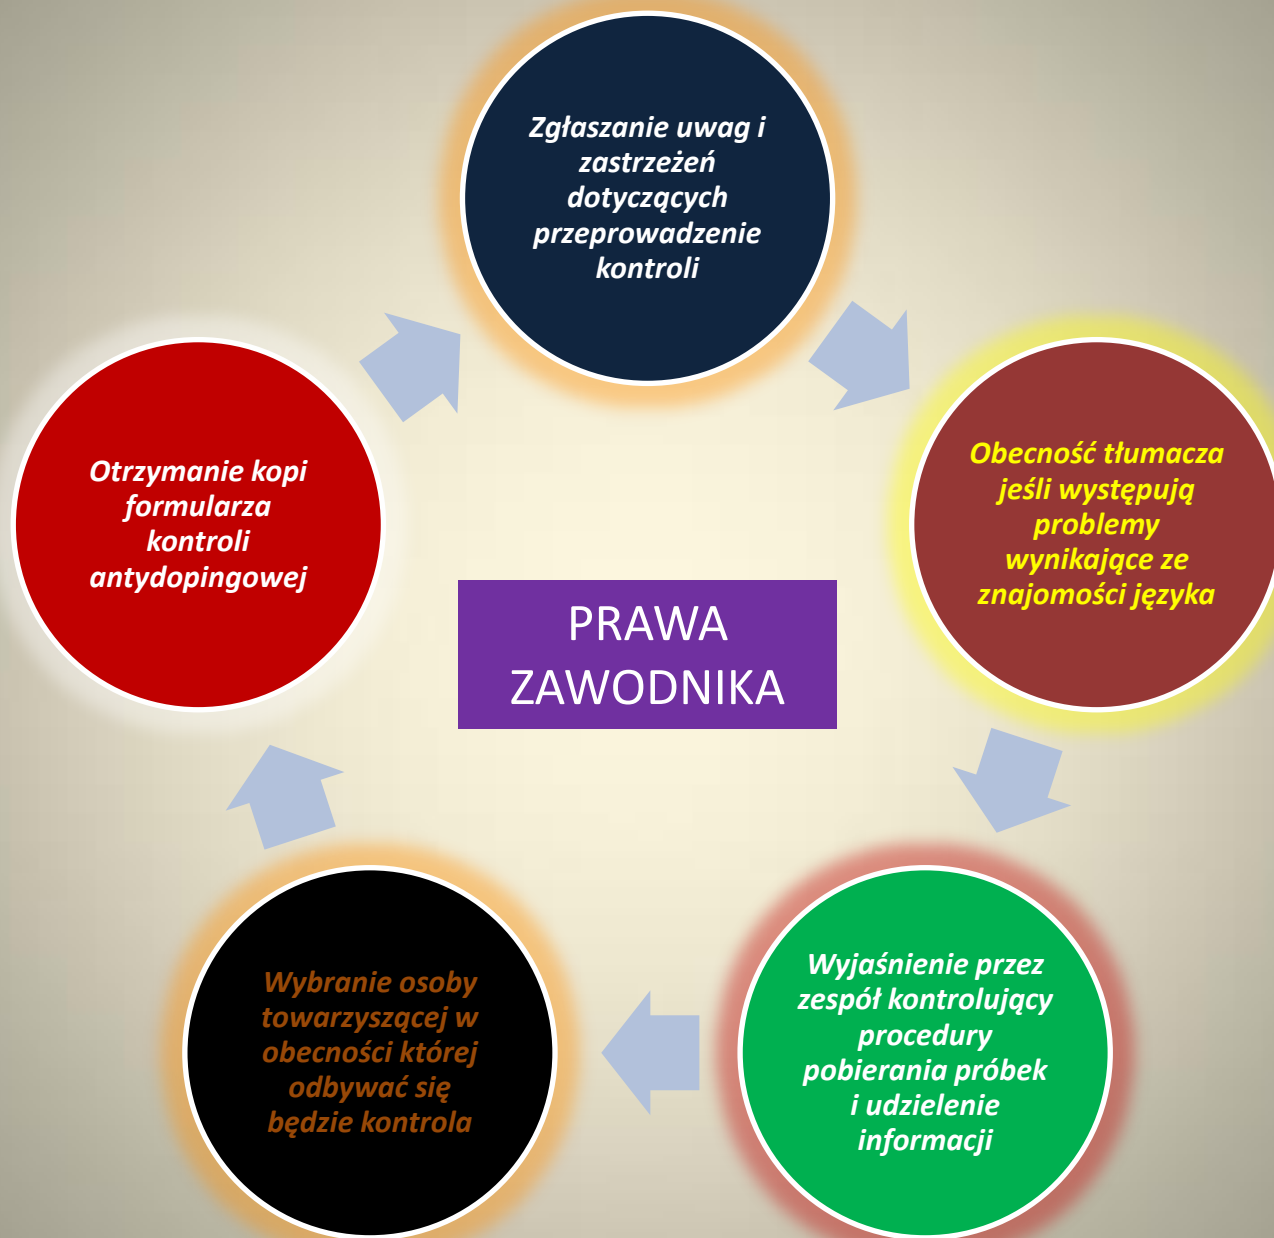 Zgłaszanie uwag i
zastrzeżeń
dotyczących
przeprowadzenie
kontroli
Obecność tłumacza
jeśli występują
problemy
wynikające ze
znajomości języka
Wyjaśnienie przez
zespół kontrolujący
procedury
pobierania próbek
i udzielenie
informacji
Wybranie osoby
towarzyszącej w
obecności której
odbywać się
będzie kontrola
Otrzymanie kopi
formularza
kontroli
antydopingowej
PRAWA
ZAWODNIKA